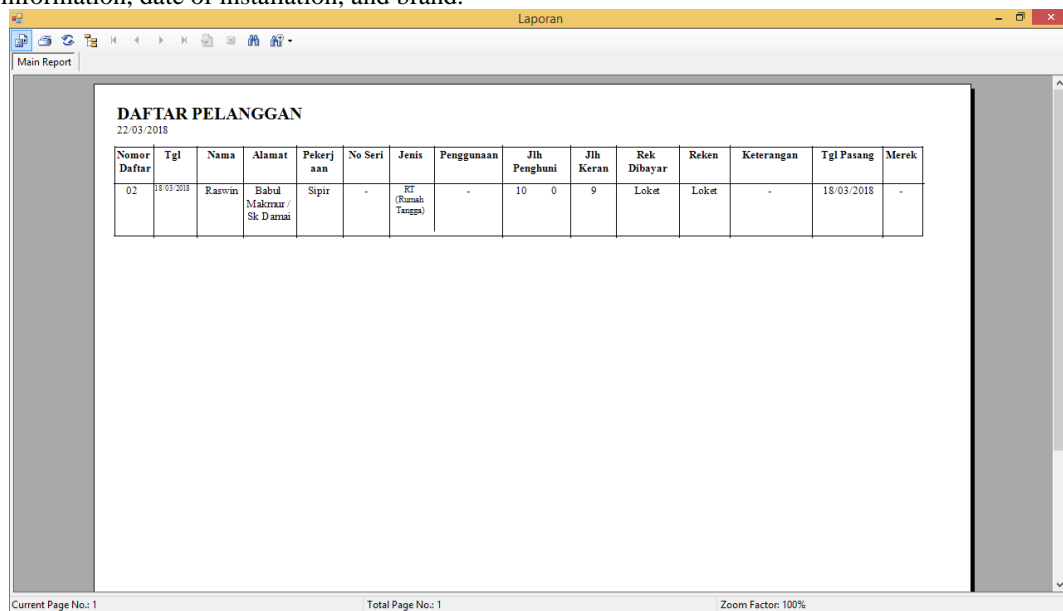 information, date of installation, and brand.
Laporan
Main Report
DAFTAR PELANGGAN
22/03/2018
Nomor Daftar Tgl Nama Alamat Pekerj aan No Seri Jenis Penggunaan Jlh Penghuni Jlh Keran Rek Dibayar Reken Keterangan Tgl Pasang Merek
02 18/03/2018 Raswin Babul Makmur / Sk Damai Sipir - RT (Rumah Tangga) - 10 0 9 Loket Loket - 18/03/2018 -
Current Page No.: 1 Total Page No.: 1 Zoom Factor: 100%